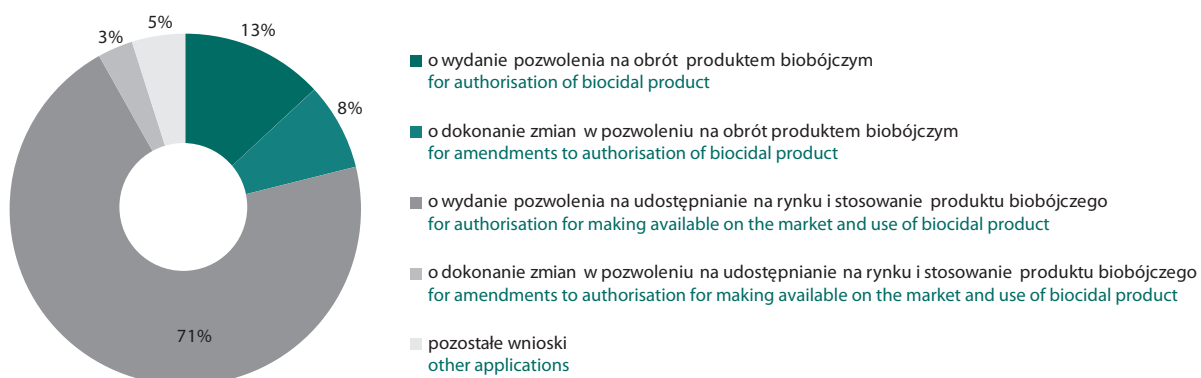 5%
3%
13%
8%
71%
o wydanie pozwolenia na obrót produktem biobójczym
for authorisation of biocidal product
o dokonanie zmian w pozwoleniu na obrót produktem biobójczym
for amendments to authorisation of biocidal product
o wydanie pozwolenia na udostępnianie na rynku i stosowanie produktu biobójczego
for authorisation for making available on the market and use of biocidal product
o dokonanie zmian w pozwoleniu na udostępnianie na rynku i stosowanie produktu biobójczego
for amendments to authorisation for making available on the market and use of biocidal product
pozostałe wnioski
other applications